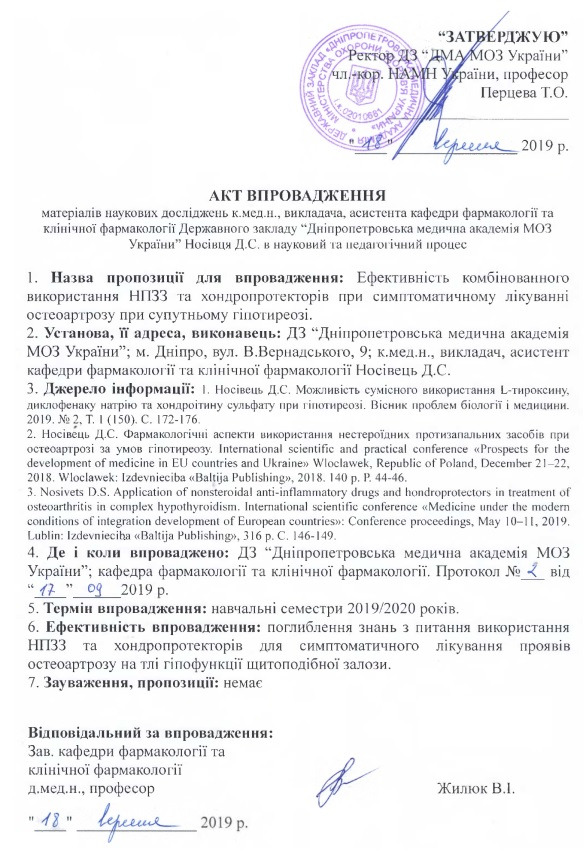 “ЗАТВЕРДЖУЮ”
Ректор ДЗ “ДМА МОЗ України”
чл.-кор. НАМН України, професор
Перцева Т.О.
"18" вересня 2019 р.
АКТ ВПРОВАДЖЕННЯ
матеріалів наукових досліджень к.мед.н., викладача, асистента кафедри фармакології та
клінічної фармакології Державного закладу “Дніпропетровська медична академія МОЗ
України” Носівця Д.С. в науковий та педагогічний процес
1. Назва пропозиції для впровадження: Ефективність комбінованного
використання НПЗЗ та хондропротекторів при симптоматичному лікуванні
остеоартрозу при супутньому гіпотиреозі.
2. Установа, її адреса, виконавець: ДЗ “Дніпропетровська медична академія
МОЗ України”; м. Дніпро, вул. В.Вернадського, 9; к.мед.н., викладач, асистент
кафедри фармакології та клінічної фармакології Носівець Д.С.
3. Джерело інформації: 1. Носівець Д.С. Можливість сумісного використання L-тироксину,
диклофенаку натрію та хондроітину сульфату при гіпотиреозі. Вісник проблем біології і медицини.
2019. № 2, Т. 1 (150). С. 172-176.
2. Носівець Д.С. Фармакологічні аспекти використання нестероїдних протизапальних засобів при
остеоартрозі за умов гіпотиреозу. International scientific and practical conference «Prospects for the
development of medicine in EU countries and Ukraine» Wloclawek, Republic of Poland, December 21–22,
2018. Wloclawek: Izdevnieciba «Baltija Publishing», 2018. 140 p. P. 44-46.
3. Nosivets D.S. Application of nonsteroidal anti-inflammatory drugs and hondroprotectors in treatment of
osteoarthritis in complex hypothyroidism. International scientific conference «Medicine under the modern
conditions of integration development of European countries»: Conference proceedings, May 10–11, 2019.
Lublin: Izdevnieciba «Baltija Publishing», 316 p. С. 146-149.
4. Де і коли впроваджено: ДЗ “Дніпропетровська медична академія МОЗ
України”; кафедра фармакології та клінічної фармакології. Протокол № 2 від
“17” 09 2019 р.
5. Термін впровадження: навчальні семестри 2019/2020 років.
6. Ефективність впровадження: поглиблення знань з питання використання
НПЗЗ та хондропротекторів для симптоматичного лікування проявів
остеоартрозу на тлі гіпофункції щитоподібної залози.
7. Зауваження, пропозиції: немає
Відповідальний за впровадження:
Зав. кафедри фармакології та
клінічної фармакології
д.мед.н., професор Жилюк В.І.
"18" вересня 2019 р.